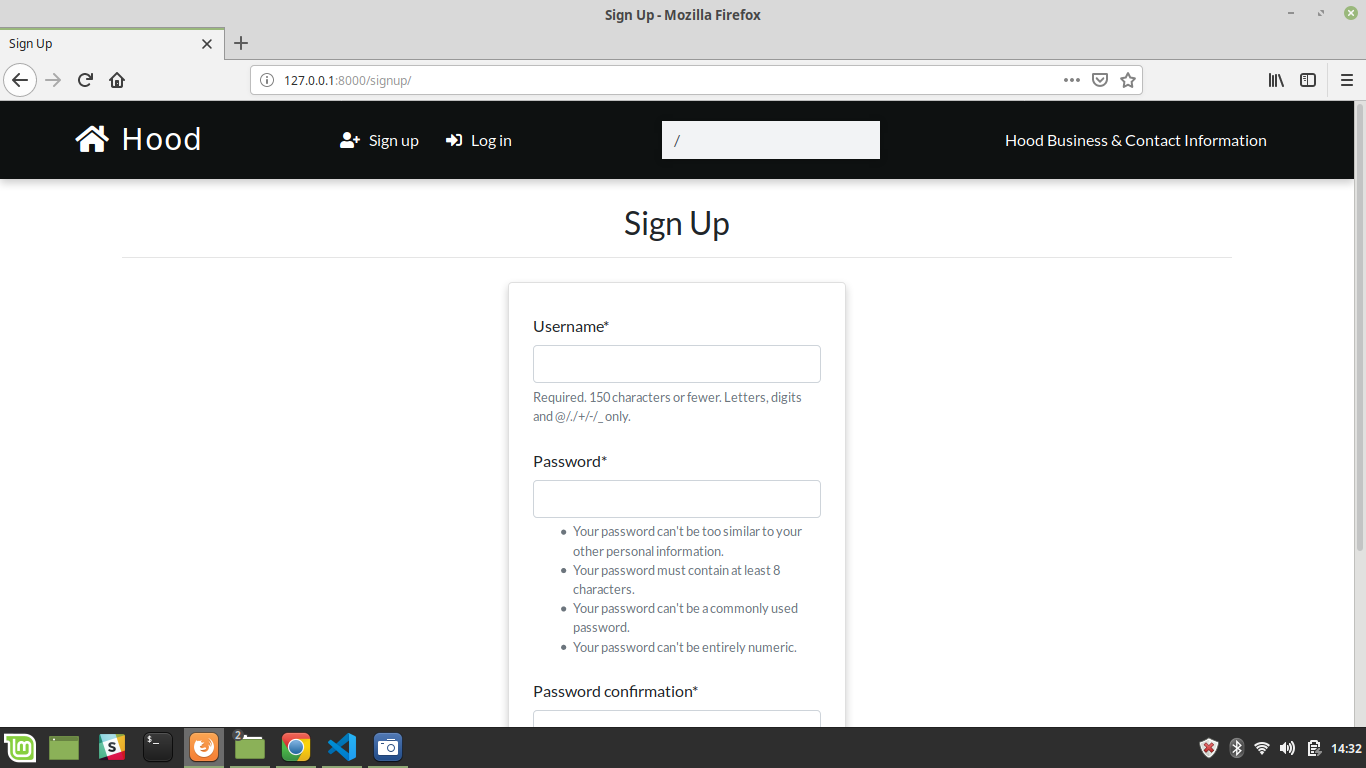 Sign Up - Mozilla Firefox
Sign Up
127.0.0.1:8000/signup/
Hood
Sign up
Log in
/
Hood Business & Contact Information
Sign Up
Username*
Required. 150 characters or fewer. Letters, digits
and @/./+/-/_ only.
Password*
Your password can't be too similar to your
other personal information.
Your password must contain at least 8
characters.
Your password can't be a commonly used
password.
Your password can't be entirely numeric.
Password confirmation*
S
$_
2
14:32